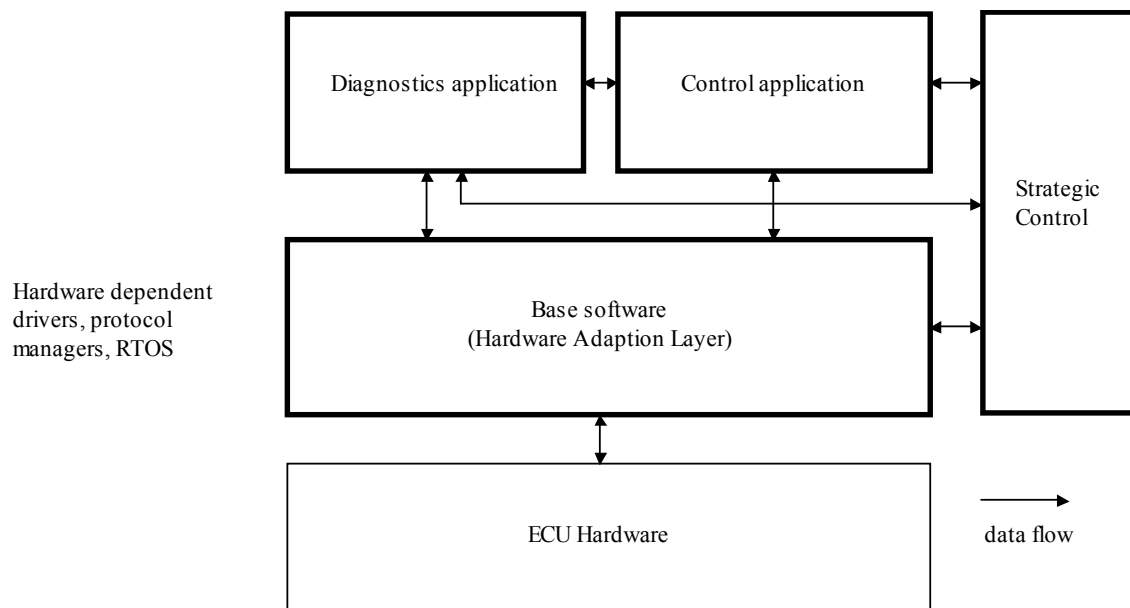 Diagnostics application
Control application
Strategic
Control
Hardware dependent
drivers, protocol
managers, RTOS
Base software
(Hardware Adaption Layer)
ECU Hardware
data flow